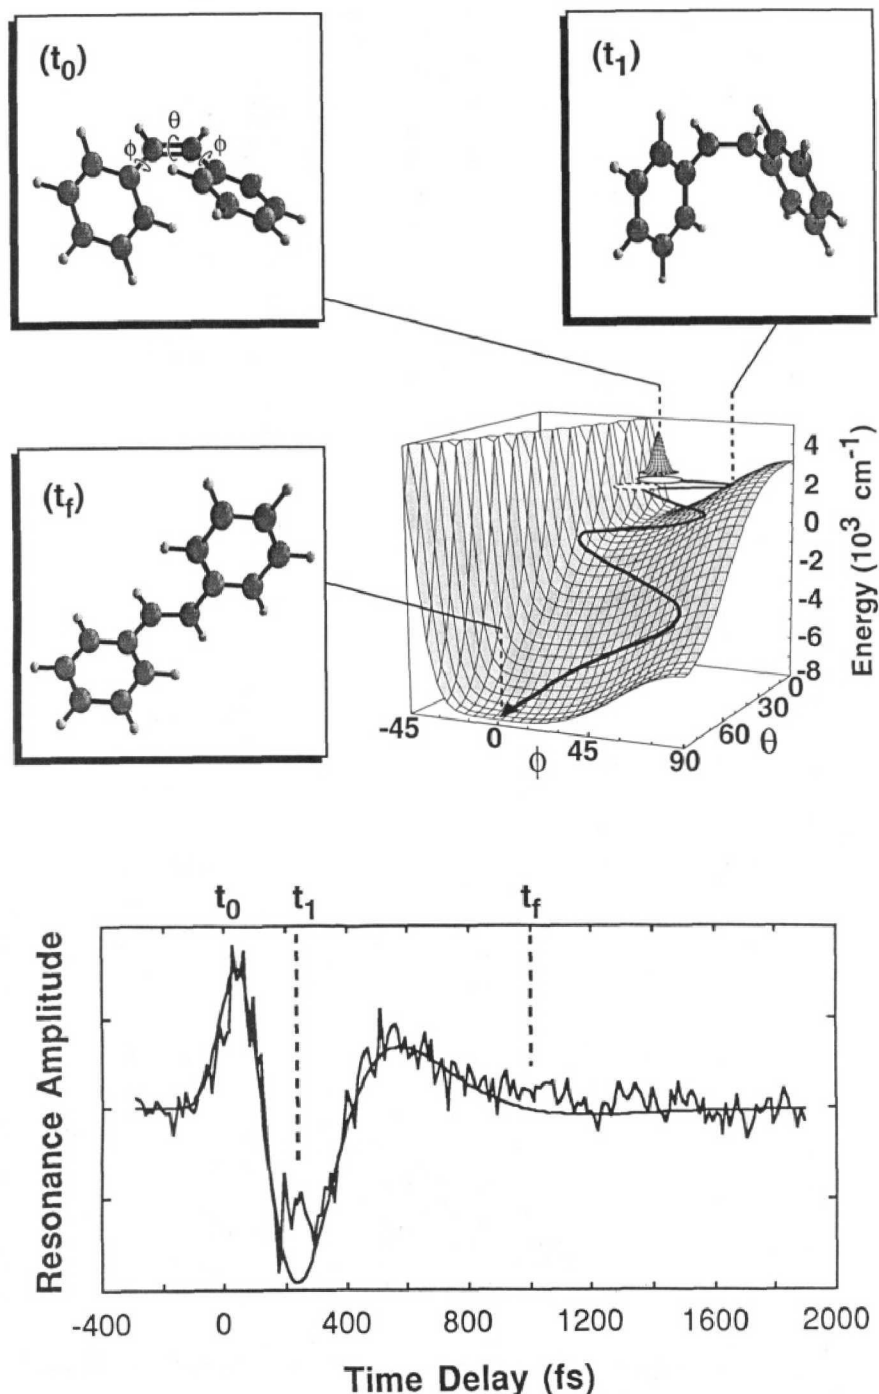 (t0)
θ
ϕ
ϕ
(t1)
(tf)
4
2
0
-2
-4
-6
-8
Energy (10³ cm⁻¹)
-45
0
45
90
ϕ
60
30
0
θ
t0
t1
tf
Resonance Amplitude
-400
0
400
800
1200
1600
2000
Time Delay (fs)